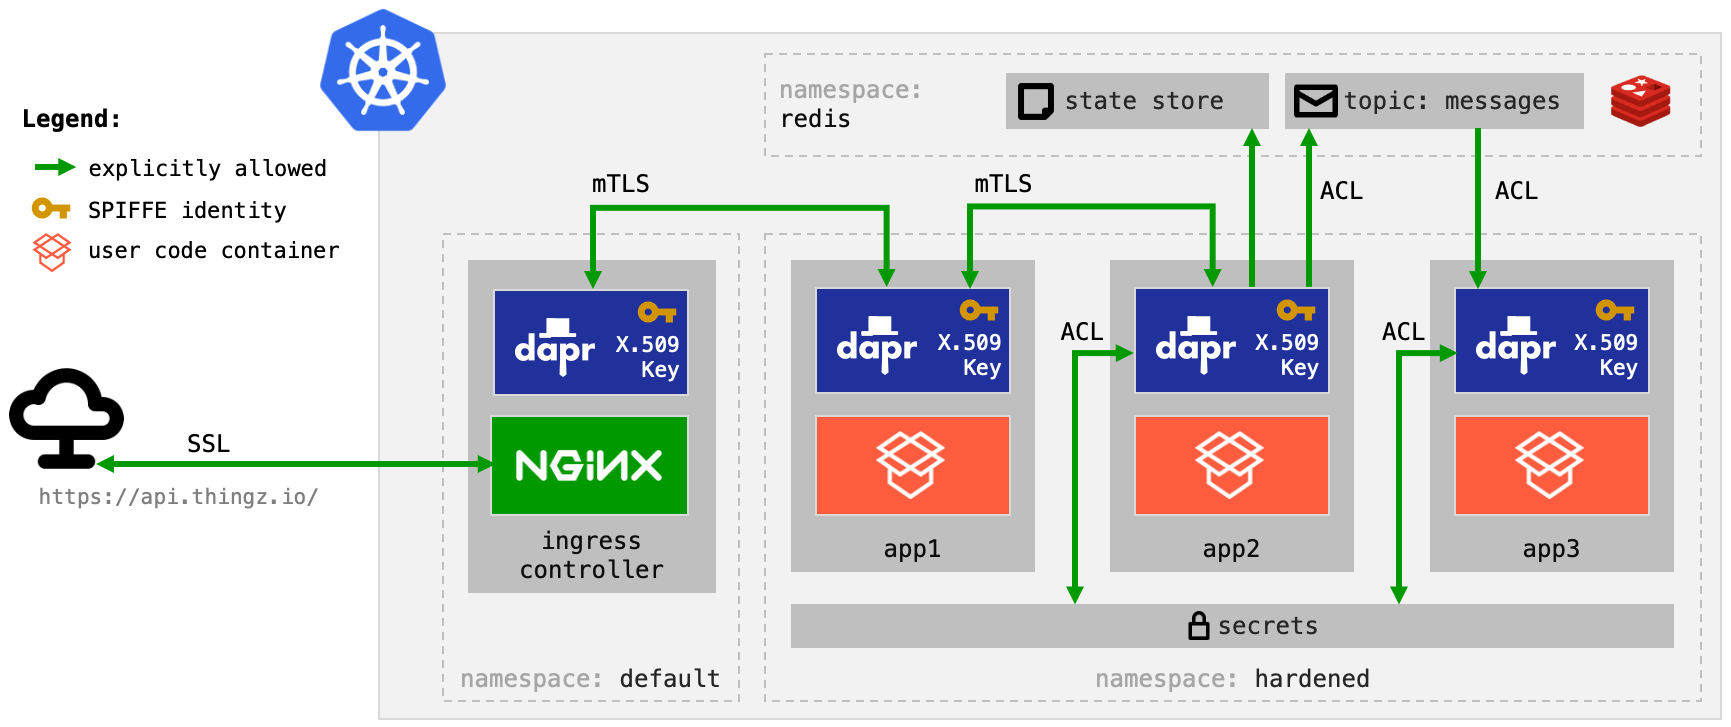 Legend:
explicitly allowed
SPIFFE identity
user code container
namespace:
redis
state store
topic: messages
mTLS
mTLS
ACL
ACL
dapr
X.509
Key
dapr
X.509
Key
ACL
dapr
X.509
Key
ACL
dapr
X.509
Key
SSL
https://api.thingz.io/
NGINX
ingress
controller
app1
app2
app3
secrets
namespace: default
namespace: hardened